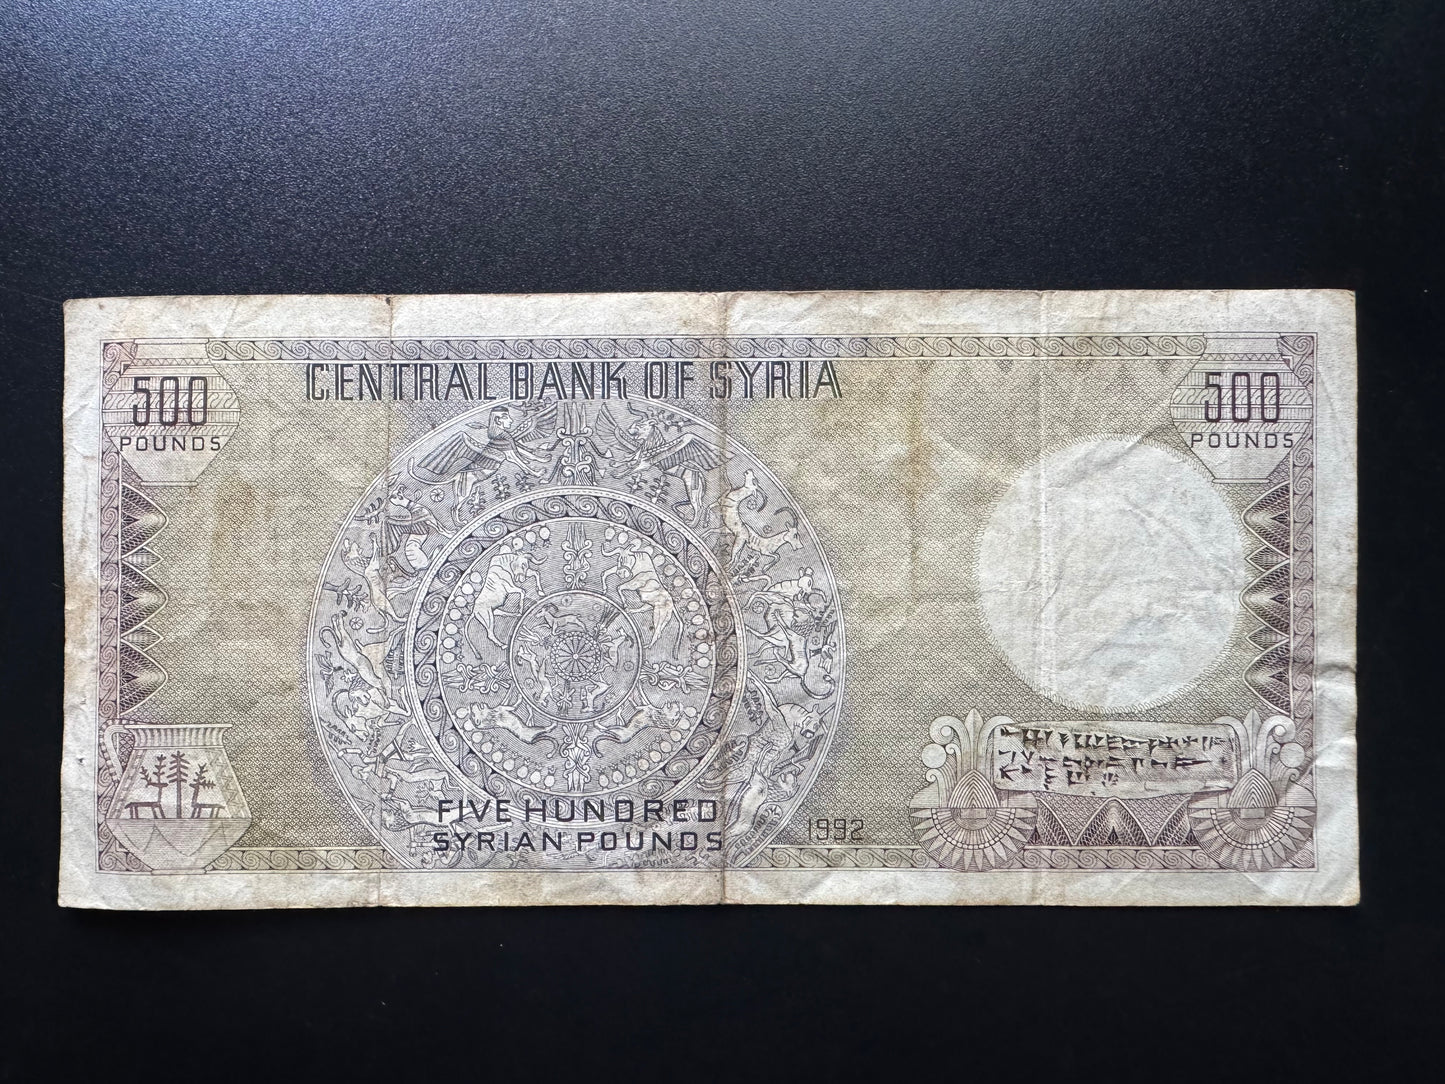 CENTRAL BANK OF SYRIA
500
POUNDS
500
POUNDS
FIVE HUNDRED
SYRIAN POUNDS
1992